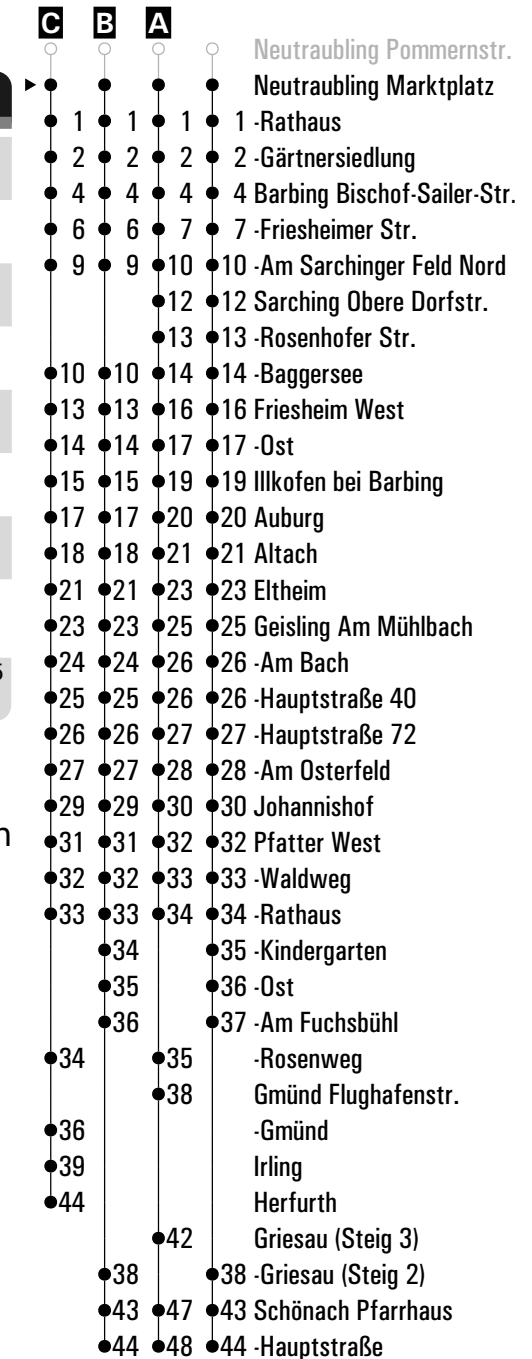 C B A
Neutraubling Pommernstr.
Neutraubling Marktplatz
1 1 1 1 -Rathaus
2 2 2 2 -Gärtnersiedlung
4 4 4 4 Barbing Bischof-Sailer-Str.
6 6 7 7 -Friesheimer Str.
9 9 10 10 -Am Sarchinger Feld Nord
12 12 Sarching Obere Dorfstr.
13 13 -Rosenhofer Str.
10 10 14 14 -Baggersee
13 13 16 16 Friesheim West
14 14 17 17 -Ost
15 15 19 19 Illkofen bei Barbing
17 17 20 20 Auburg
18 18 21 21 Altach
21 21 23 23 Eltheim
23 23 25 25 Geisling Am Mühlbach
24 24 26 26 -Am Bach
25 25 26 26 -Hauptstraße 40
26 26 27 27 -Hauptstraße 72
27 27 28 28 -Am Osterfeld
29 29 30 30 Johannishof
31 31 32 32 Pfatter West
32 32 33 33 -Waldweg
33 33 34 34 -Rathaus
34 35 -Kindergarten
35 36 -Ost
36 37 -Am Fuchsbühl
34 35 -Rosenweg
38 Gmünd Flughafenstr.
36 -Gmünd
39 Irling
44 Herfurth
42 Griesau (Steig 3)
38 38 -Griesau (Steig 2)
43 47 43 Schönach Pfarrhaus
44 48 44 -Hauptstraße